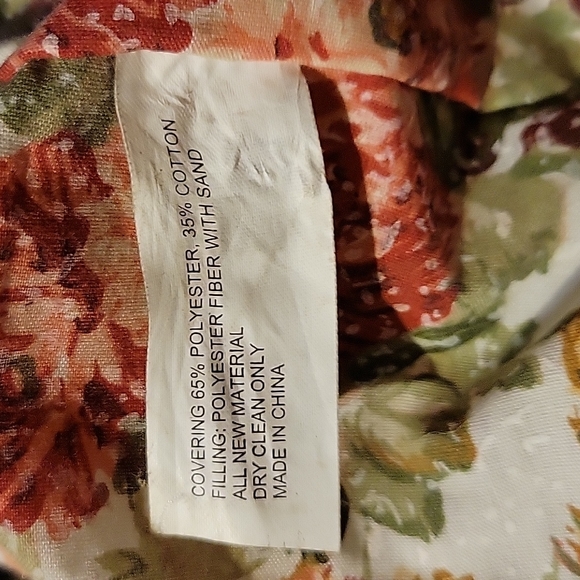 COVERING 65% POLYESTER, 35% COTTON
FILLING: POLYESTER FIBER WITH SAND
ALL NEW MATERIAL
DRY CLEAN ONLY
MADE IN CHINA